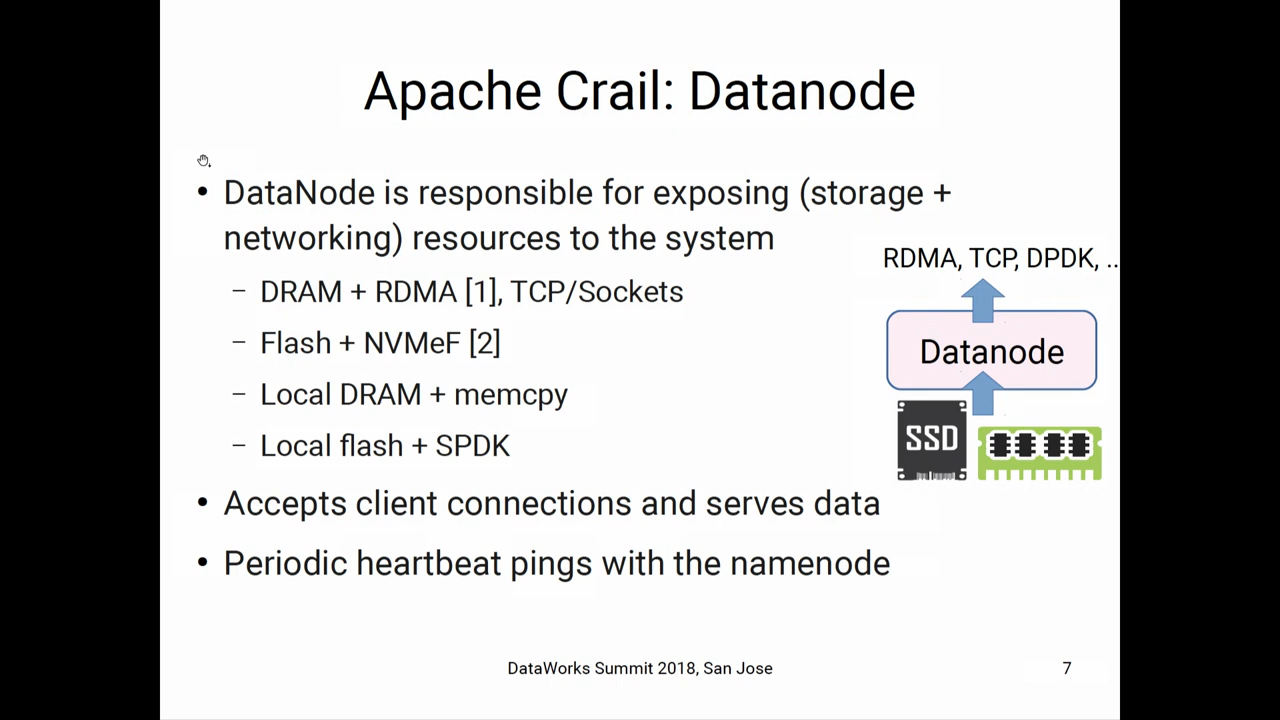 Apache Crail: Datanode
• DataNode is responsible for exposing (storage +
networking) resources to the system
– DRAM + RDMA [1], TCP/Sockets
– Flash + NVMeF [2]
– Local DRAM + memcpy
– Local flash + SPDK
• Accepts client connections and serves data
• Periodic heartbeat pings with the namenode
RDMA, TCP, DPDK, ..
Datanode
SSD
DataWorks Summit 2018, San Jose
7